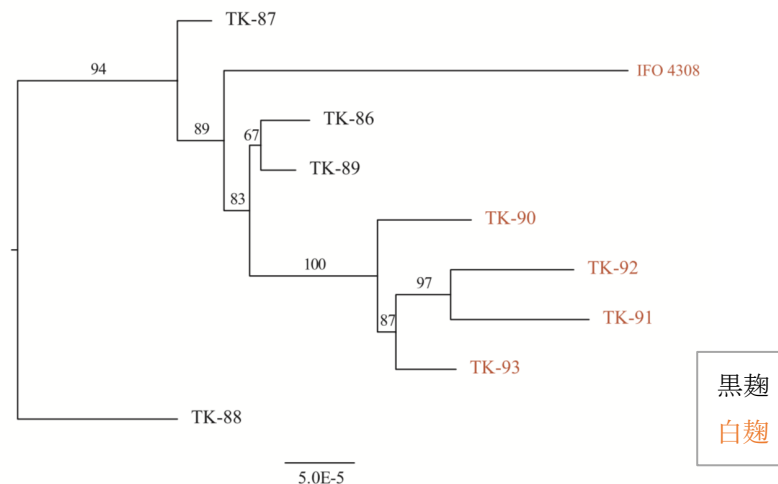 TK-87
94
IFO 4308
TK-86
89
67
TK-89
83
TK-90
100
TK-92
97
TK-91
87
TK-93
黒麹
白麹
TK-88
5.0E-5